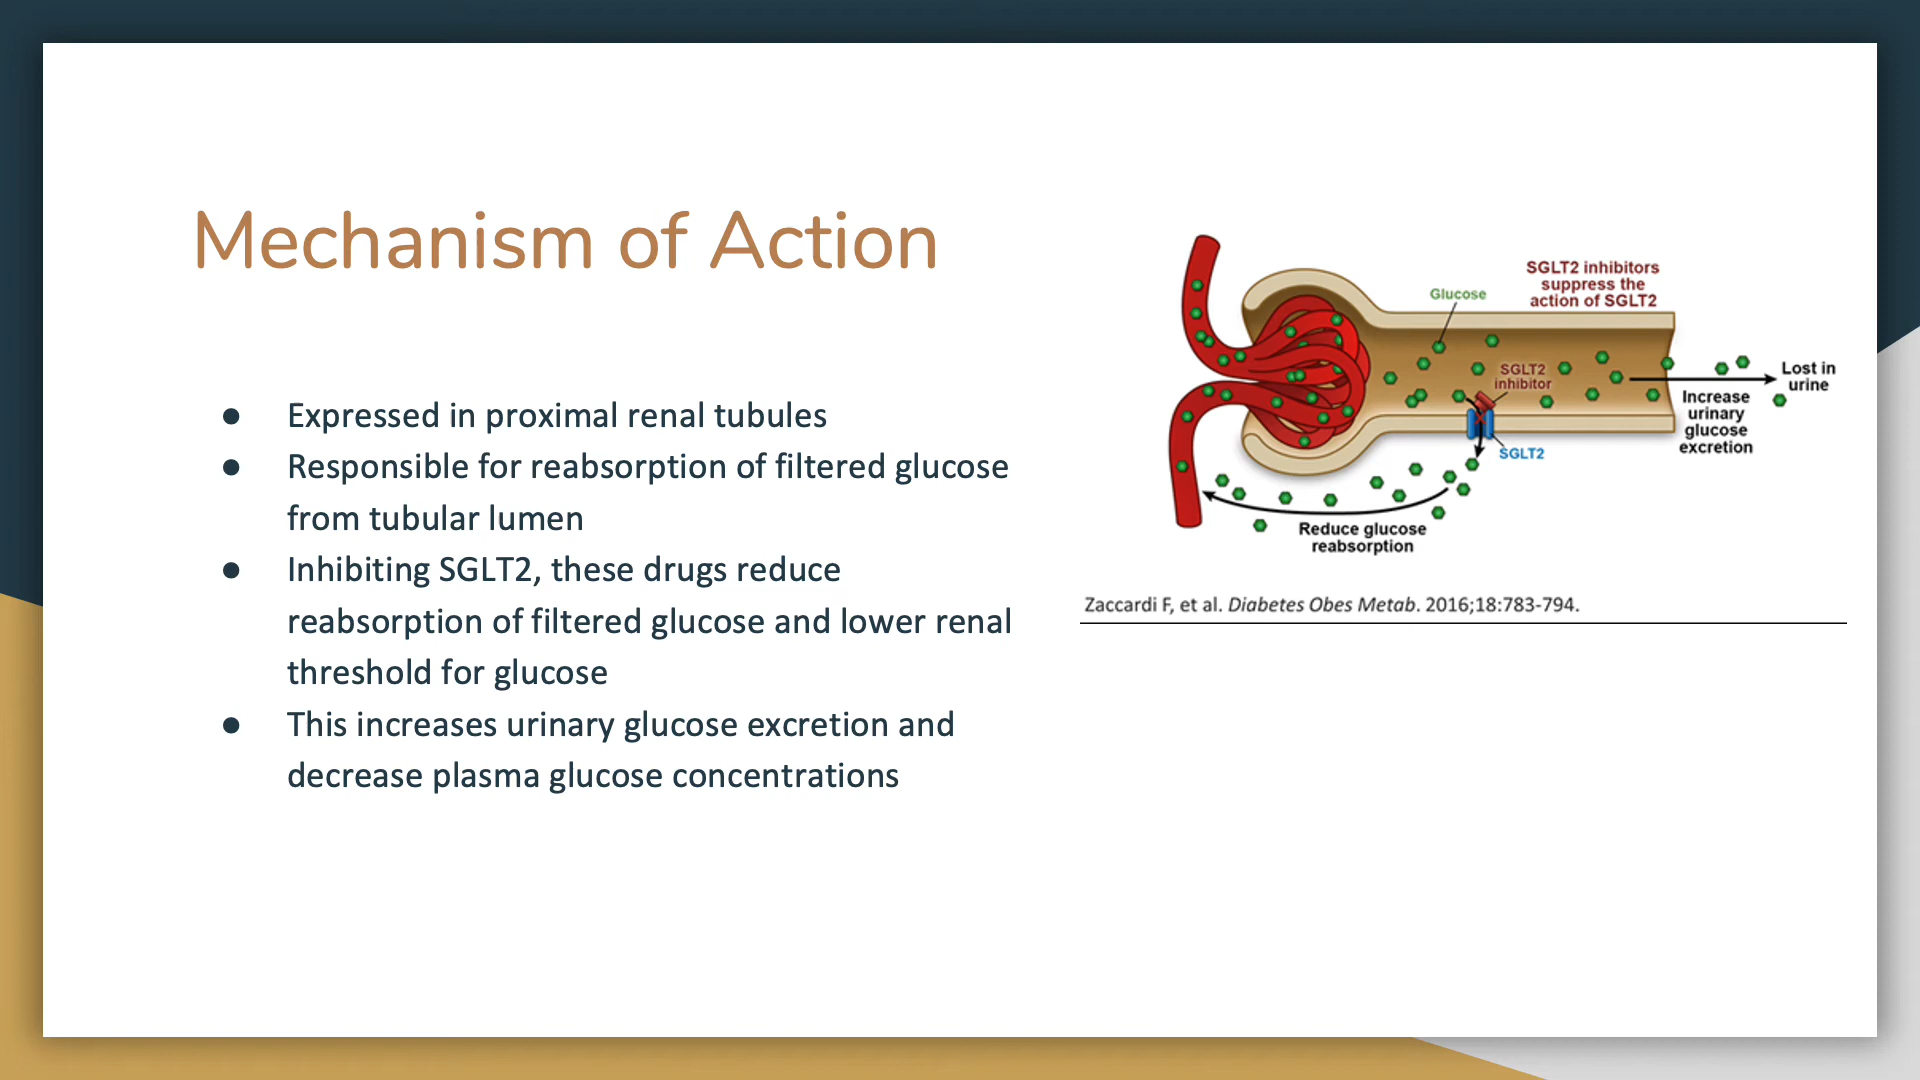 Mechanism of Action
● Expressed in proximal renal tubules
● Responsible for reabsorption of filtered glucose
from tubular lumen
● Inhibiting SGLT2, these drugs reduce
reabsorption of filtered glucose and lower renal
threshold for glucose
● This increases urinary glucose excretion and
decrease plasma glucose concentrations
SGLT2 inhibitors
suppress the
action of SGLT2
Glucose
SGLT2
inhibitor
Lost in
urine
Increase
urinary
glucose
excretion
SGLT2
Reduce glucose
reabsorption
Zaccardi F, et al. Diabetes Obes Metab. 2016;18:783-794.